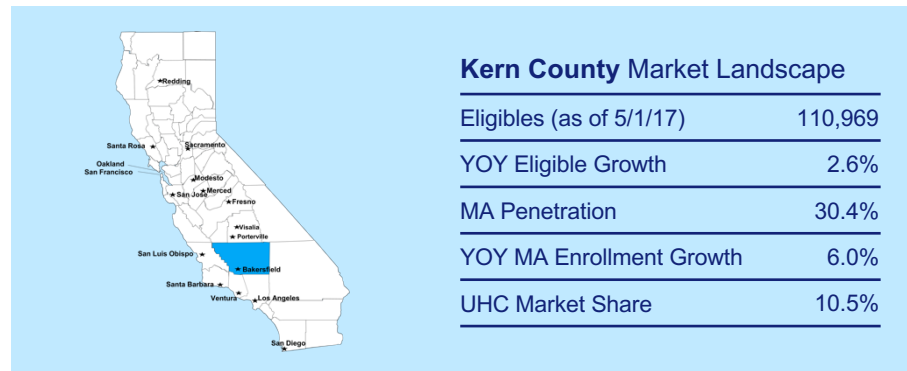 Redding
Santa Rosa
Sacramento
Oakland
San Francisco
Modesto
Merced
San Jose
Fresno
Visalia
Porterville
San Luis Obispo
Bakersfield
Santa Barbara
Ventura
Los Angeles
San Diego
Kern County Market Landscape
Eligibles (as of 5/1/17) 110,969
YOY Eligible Growth 2.6%
MA Penetration 30.4%
YOY MA Enrollment Growth 6.0%
UHC Market Share 10.5%